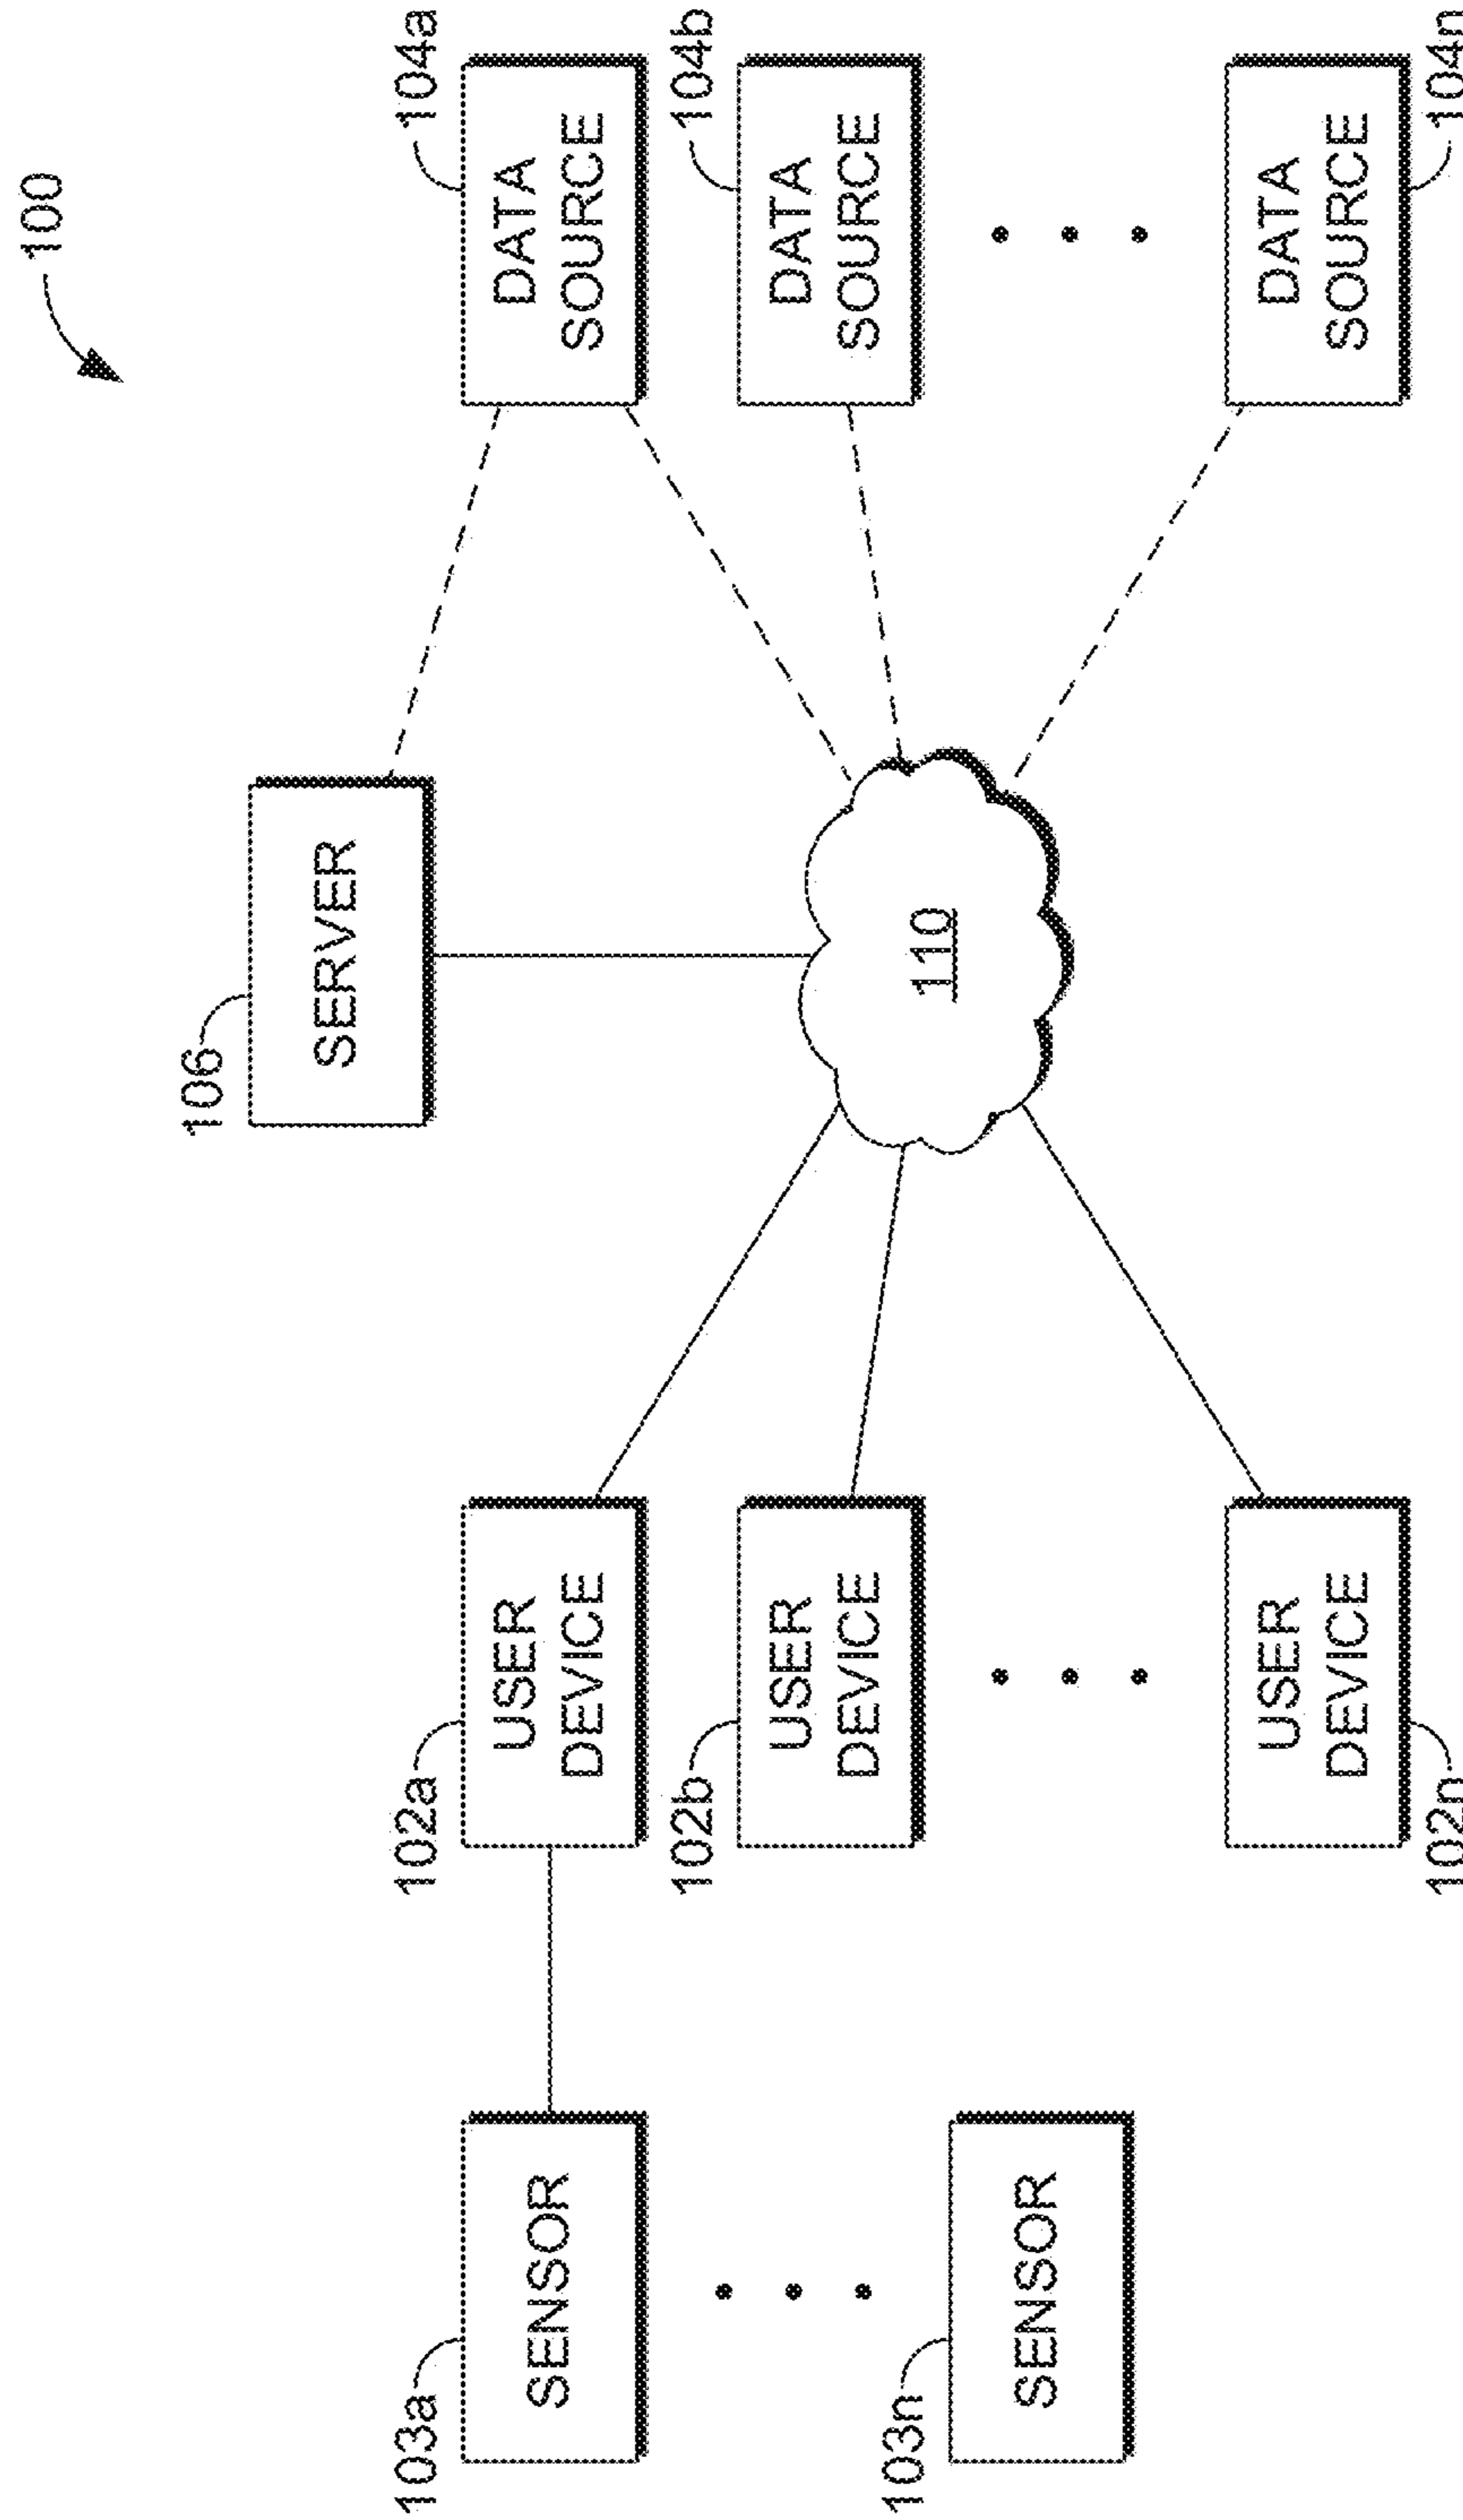 100
106
SERVER
103a
SENSOR
102a
USER
DEVICE
104a
DATA
SOURCE
102b
USER
DEVICE
104b
DATA
SOURCE
110
103n
SENSOR
USER
DEVICE
102n
DATA
SOURCE
104n